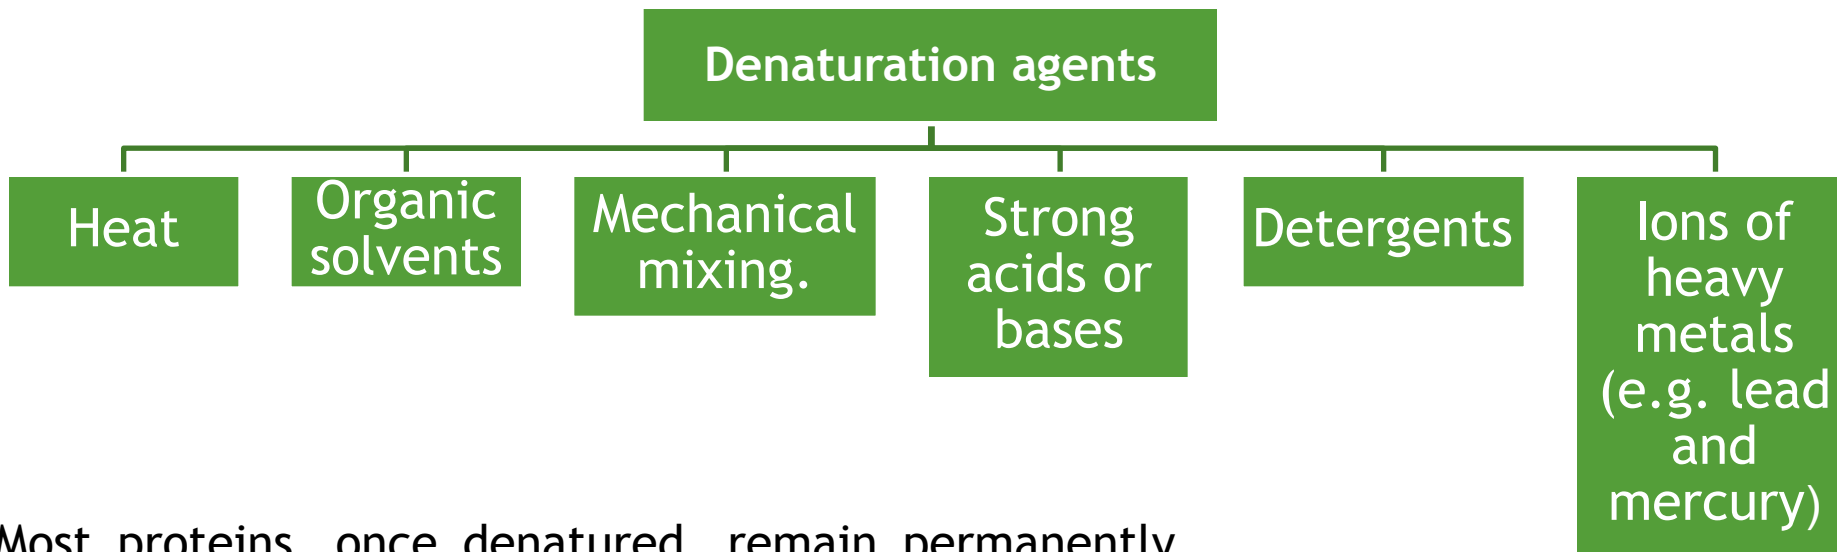 Denaturation agents
Heat
Organic
solvents
Mechanical
mixing.
Strong
acids or
bases
Detergents
Ions of
heavy
metals
(e.g. lead
and
mercury)
Most proteins once denatured remain permanently